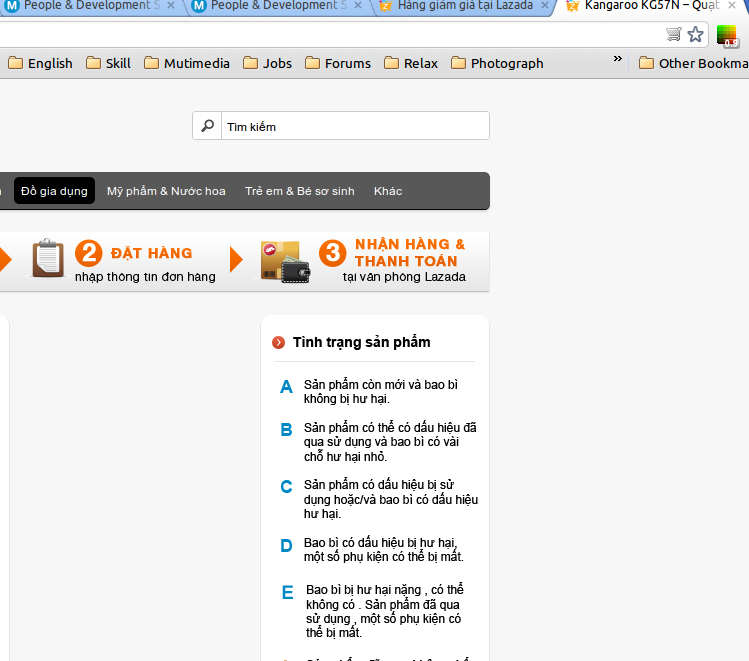 People & Development S
People & Development S
Hàng giảm giá tại Lazada
Kangaroo KG57N – Quạt
0.9
English Skill Mutimedia Jobs Forums Relax Photograph » Other Bookma
Tìm kiếm
Đồ gia dụng Mỹ phẩm & Nước hoa Trẻ em & Bé sơ sinh Khác
2 ĐẶT HÀNG
nhập thông tin đơn hàng
3 NHẬN HÀNG &
THANH TOÁN
tại văn phòng Lazada
Tình trạng sản phẩm
A Sản phẩm còn mới và bao bì
không bị hư hại.
B Sản phẩm có thể có dấu hiệu đã
qua sử dụng và bao bì có vài
chỗ hư hại nhỏ.
C Sản phẩm có dấu hiệu bị sử
dụng hoặc/và bao bì có dấu hiệu
hư hại.
D Bao bì có dấu hiệu bị hư hại,
một số phụ kiện có thể bị mất.
E Bao bì bị hư hại nặng , có thể
không có . Sản phẩm đã qua
sử dụng , một số phụ kiện có
thể bị mất.